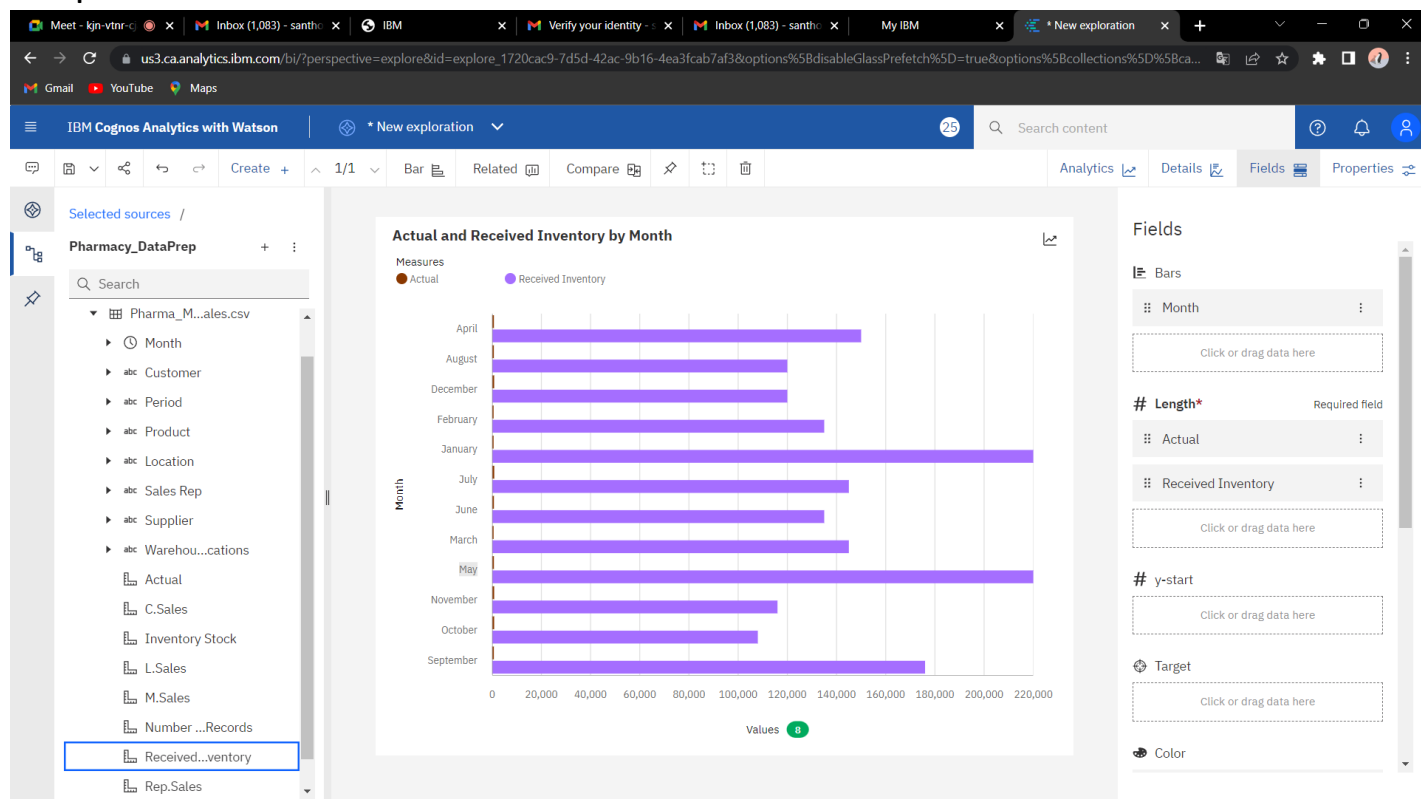 Meet - kjn-vtnr-cj
Inbox (1,083) - santho
IBM
Verify your identity - s
Inbox (1,083) - santho
My IBM
* New exploration
us3.ca.analytics.ibm.com/bi/?perspective=explore&id=explore_1720cac9-7d5d-42ac-9b16-4ea3fcab7af3&options%5BdisableGlassPrefetch%5D=true&options%5Bcollections%5D%5Bca...
Gmail YouTube Maps
IBM Cognos Analytics with Watson
* New exploration
25
Search content
Create +
1/1
Bar
Related
Compare
Analytics
Details
Fields
Properties
Selected sources /
Pharmacy_DataPrep
Search
Pharma_M...ales.csv
Month
abc Customer
abc Period
abc Product
abc Location
abc Sales Rep
abc Supplier
abc Warehou...cations
Actual
C.Sales
Inventory Stock
L.Sales
M.Sales
Number ...Records
Received...ventory
Rep.Sales
Actual and Received Inventory by Month
Measures
Actual
Received Inventory
Month
April
August
December
February
January
July
June
March
May
November
October
September
0 20,000 40,000 60,000 80,000 100,000 120,000 140,000 160,000 180,000 200,000 220,000
Values 8
Fields
Bars
Month
Click or drag data here
# Length*
Required field
Actual
Received Inventory
Click or drag data here
# y-start
Click or drag data here
Target
Click or drag data here
Color